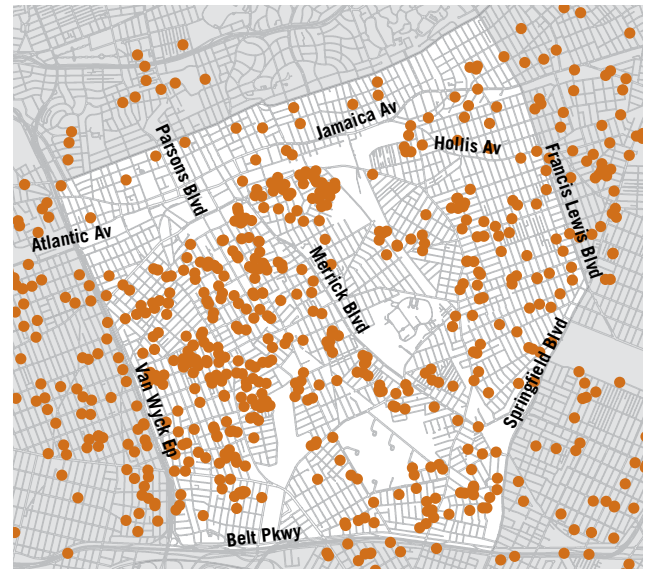 Jamaica Av
Parsons Blvd
Hollis Av
Francis Lewis Blvd
Atlantic Av
Merrick Blvd
Springfield Blvd
Van Wyck Ep
Belt Pkwy